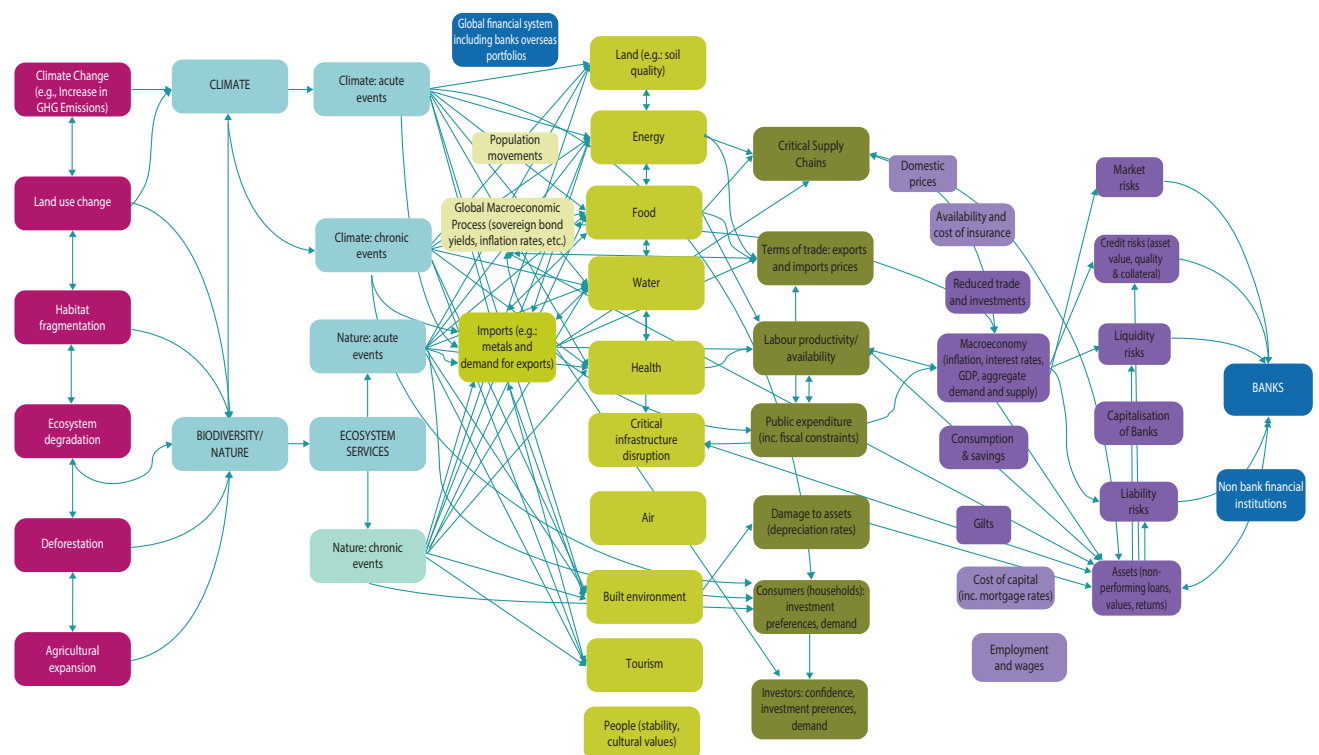 Global financial system
including banks overseas
portfolios
Climate Change
(e.g., Increase in
GHG Emissions)
Land use change
Habitat
fragmentation
Ecosystem
degradation
Deforestation
Agricultural
expansion
CLIMATE
BIODIVERSITY/
NATURE
Climate: acute
events
Climate: chronic
events
Nature: acute
events
ECOSYSTEM
SERVICES
Nature: chronic
events
Population
movements
Global Macroeconomic
Process (sovereign bond
yields, inflation rates, etc.)
Imports (e.g.:
metals and
demand for exports)
Land (e.g.: soil
quality)
Energy
Food
Water
Health
Critical
infrastructure
disruption
Air
Built environment
Tourism
People (stability,
cultural values)
Critical Supply
Chains
Terms of trade: exports
and imports prices
Labour productivity/
availability
Public expenditure
(inc. fiscal constraints)
Damage to assets
(depreciation rates)
Consumers (households):
investment
preferences, demand
Investors: confidence,
investment prerences,
demand
Domestic
prices
Availability and
cost of insurance
Reduced trade
and investments
Macroeconomy
(inflation, interest rates,
GDP, aggregate
demand and supply)
Consumption
& savings
Gilts
Cost of capital
(inc. mortgage rates)
Employment
and wages
Market
risks
Credit risks (asset
value, quality
& collateral)
Liquidity
risks
Capitalisation
of Banks
Liability
risks
Assets (non-
performing loans,
values, returns)
BANKS
Non bank financial
institutions